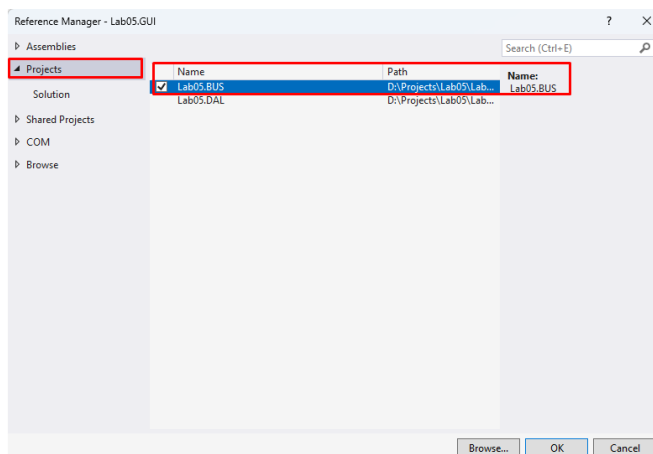 Reference Manager - Lab05.GUI ? ×
Assemblies
Search (Ctrl+E)
Projects
Name Path
Name:
Lab05.BUS D:\Projects\Lab05\Lab...
Lab05.BUS
Solution
Lab05.DAL D:\Projects\Lab05\Lab...
Shared Projects
COM
Browse
Browse... OK Cancel